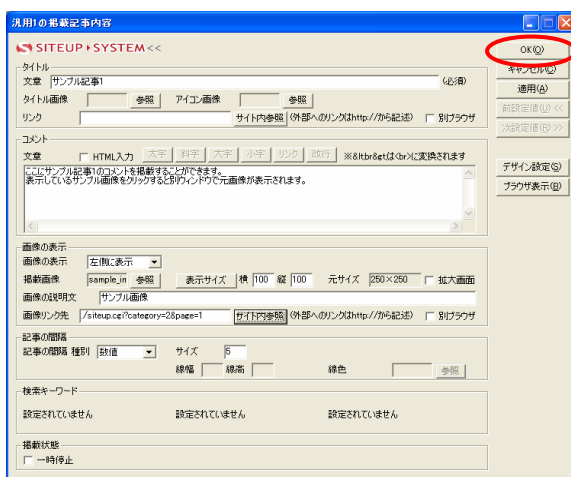 汎用1の掲載記事内容
SITEUP SYSTEM<<
OK(O)
キャンセル(C)
適用(A)
前設定値(U) <<
次設定値(R) >>
デザイン設定(S)
ブラウザ表示(B)
タイトル
文章 サンプル記事1 (必須)
タイトル画像 参照 アイコン画像 参照
リンク サイト内参照 (外部へのリンクはhttp://から記述) 別ブラウザ
コメント
文章 HTML入力 太字 斜字 大字 小字 リンク 改行 ※&ltbr&gt;は<br>に変換されます
ここにサンプル記事1のコメントを掲載することができます。
表示しているサンプル画像をクリックすると別ウィンドウで元画像が表示されます。
画像の表示
画像の表示 左側に表示
掲載画像 sample_in 参照 表示サイズ 横 100 縦 100 元サイズ 250×250 拡大画面
画像の説明文 サンプル画像
画像リンク先 /siteup.cgi?category=2&page=1 サイト内参照 (外部へのリンクはhttp://から記述) 別ブラウザ
記事の間隔
記事の間隔 種別 数値 サイズ 5
線幅 線高 線色 参照
検索キーワード
設定されていません 設定されていません 設定されていません
掲載状態
一時停止